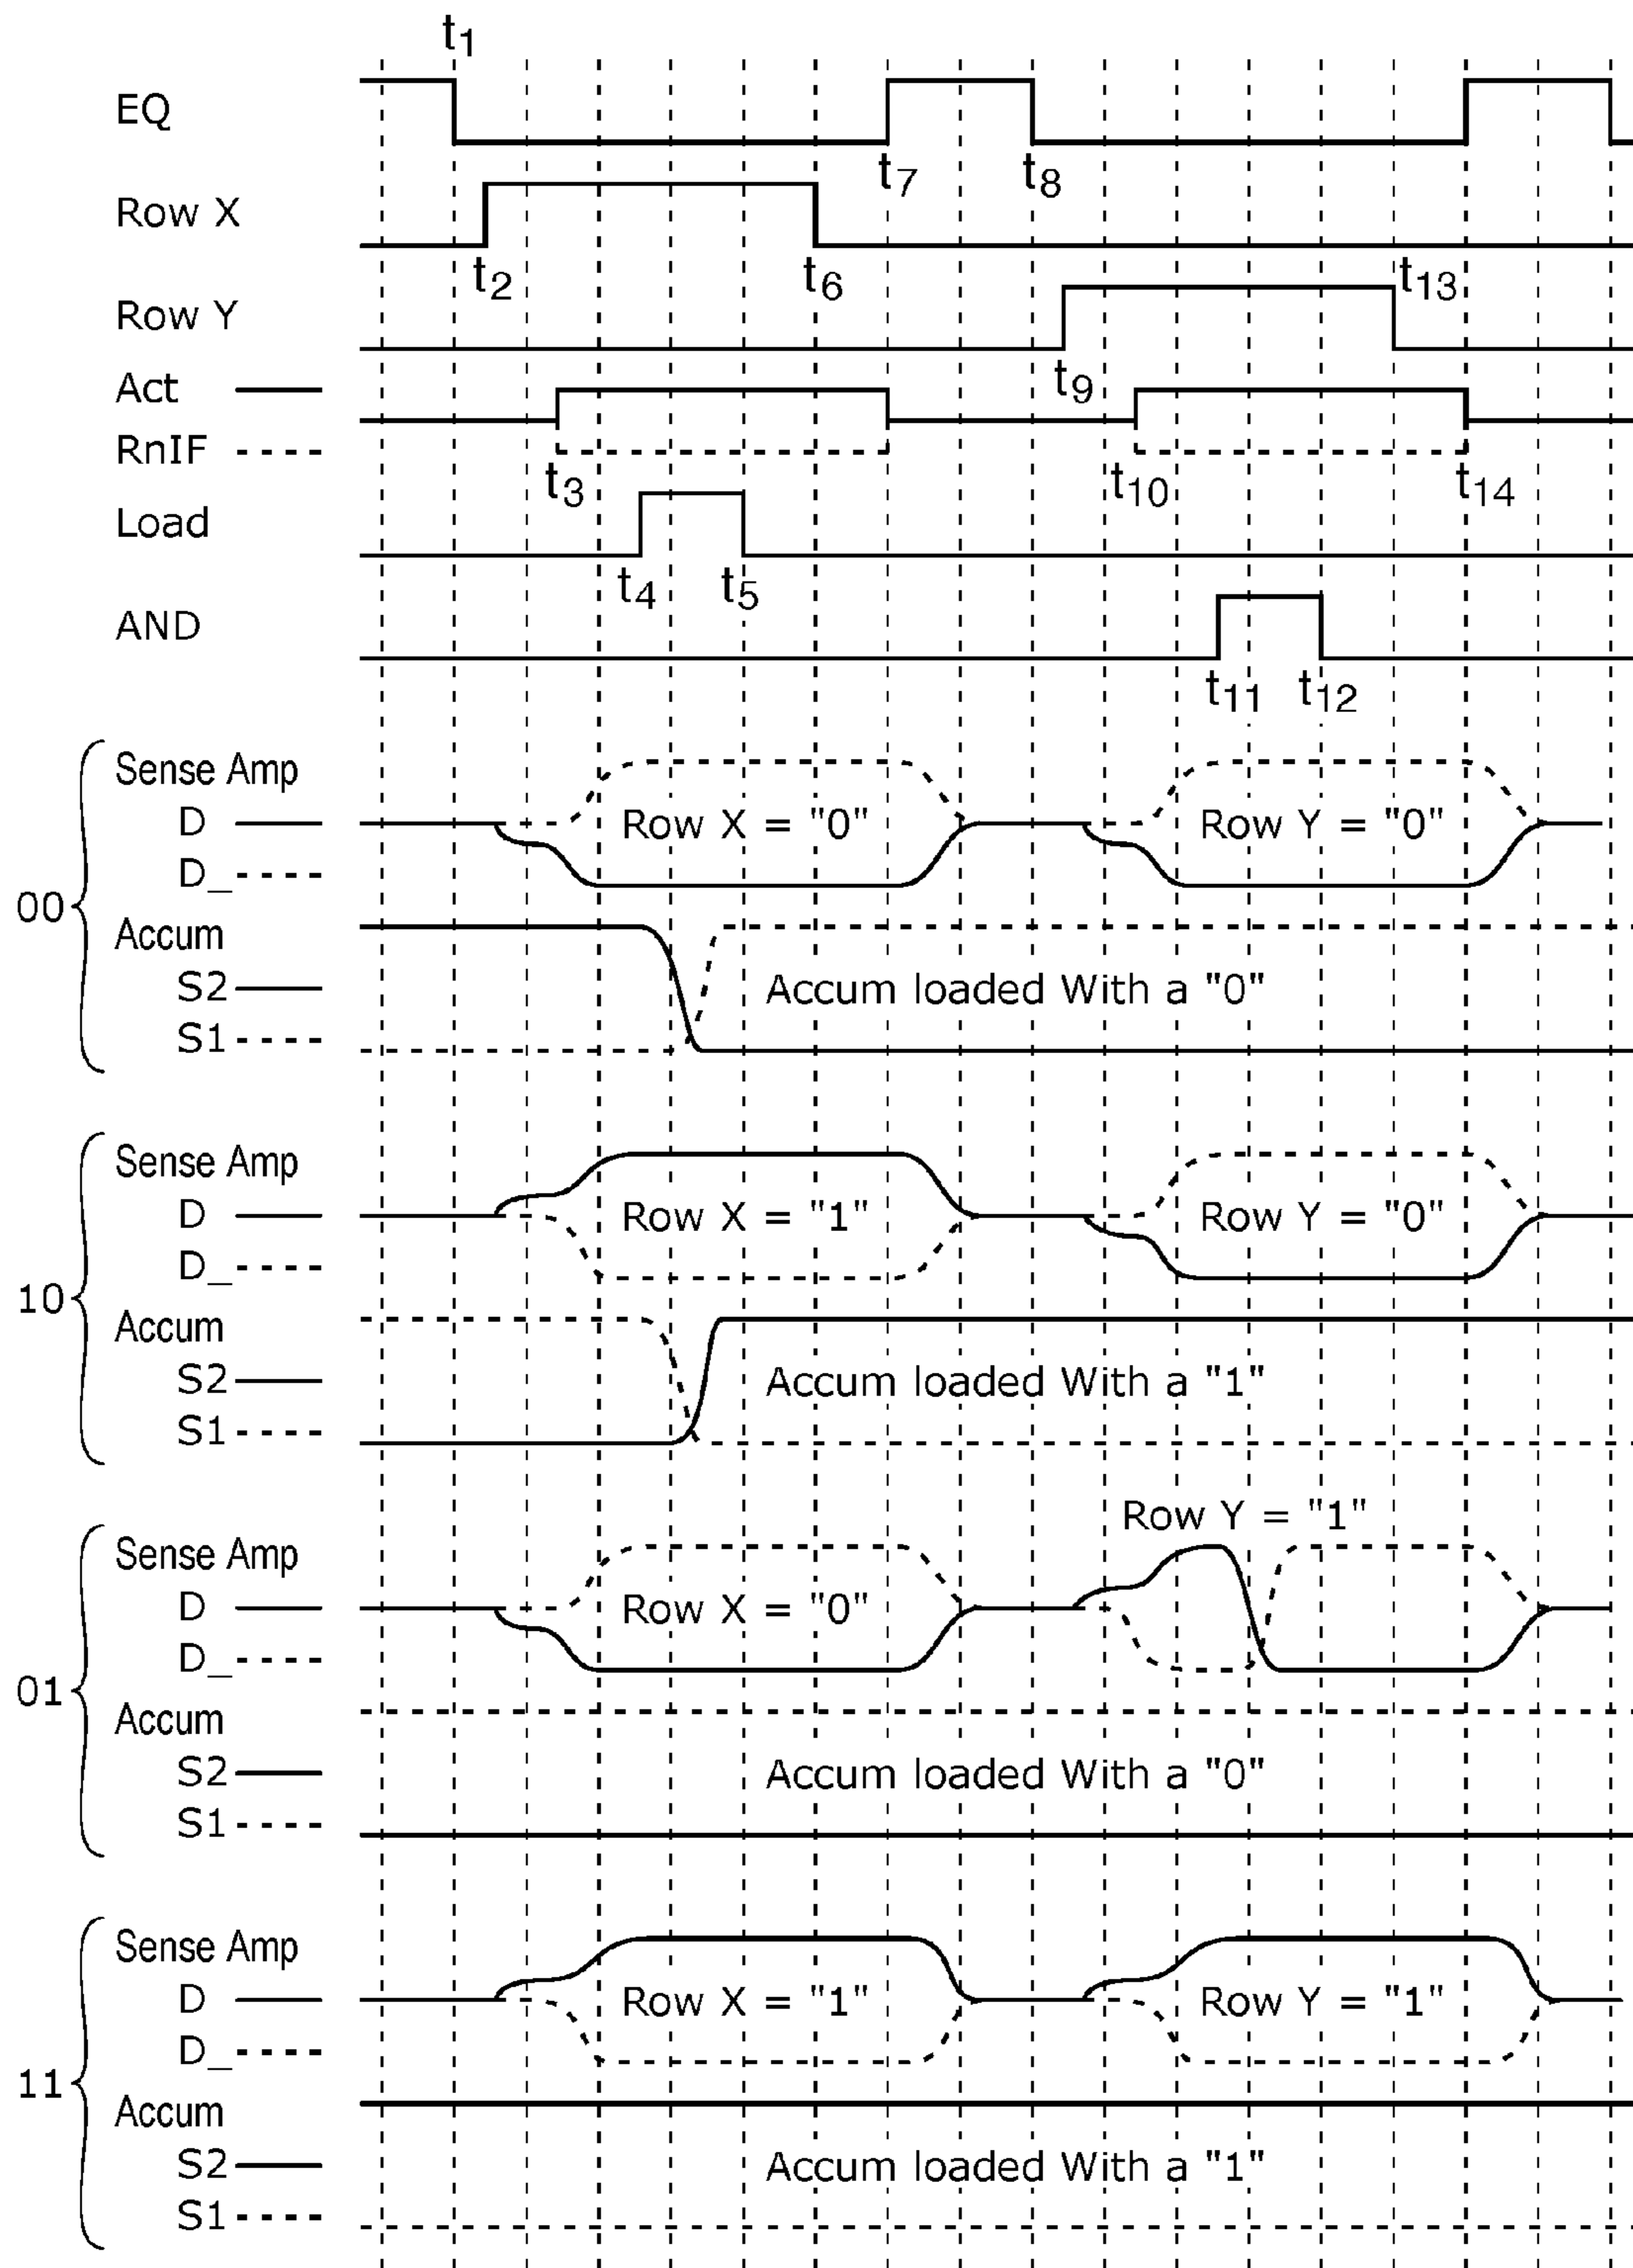 t1
EQ
t7 t8
Row X
t2 t6 t13
Row Y
t9
Act
RnIF
t3 t10 t14
Load
t4 t5
AND
t11 t12
00
Sense Amp
D Row X = "0" Row Y = "0"
D_
Accum
S2 Accum loaded With a "0"
S1
10
Sense Amp
D Row X = "1" Row Y = "0"
D_
Accum
S2 Accum loaded With a "1"
S1
Row Y = "1"
01
Sense Amp
D Row X = "0"
D_
Accum
S2 Accum loaded With a "0"
S1
11
Sense Amp
D Row X = "1" Row Y = "1"
D_
Accum
S2 Accum loaded With a "1"
S1